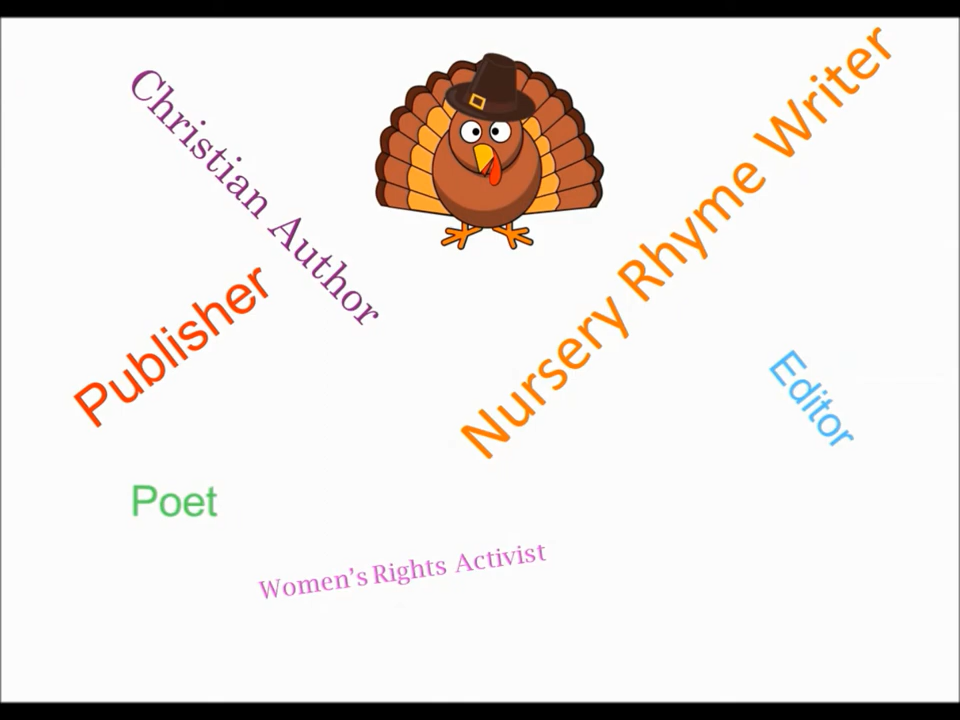 Christian Author
Nursery Rhyme Writer
Publisher
Editor
Poet
Women's Rights Activist